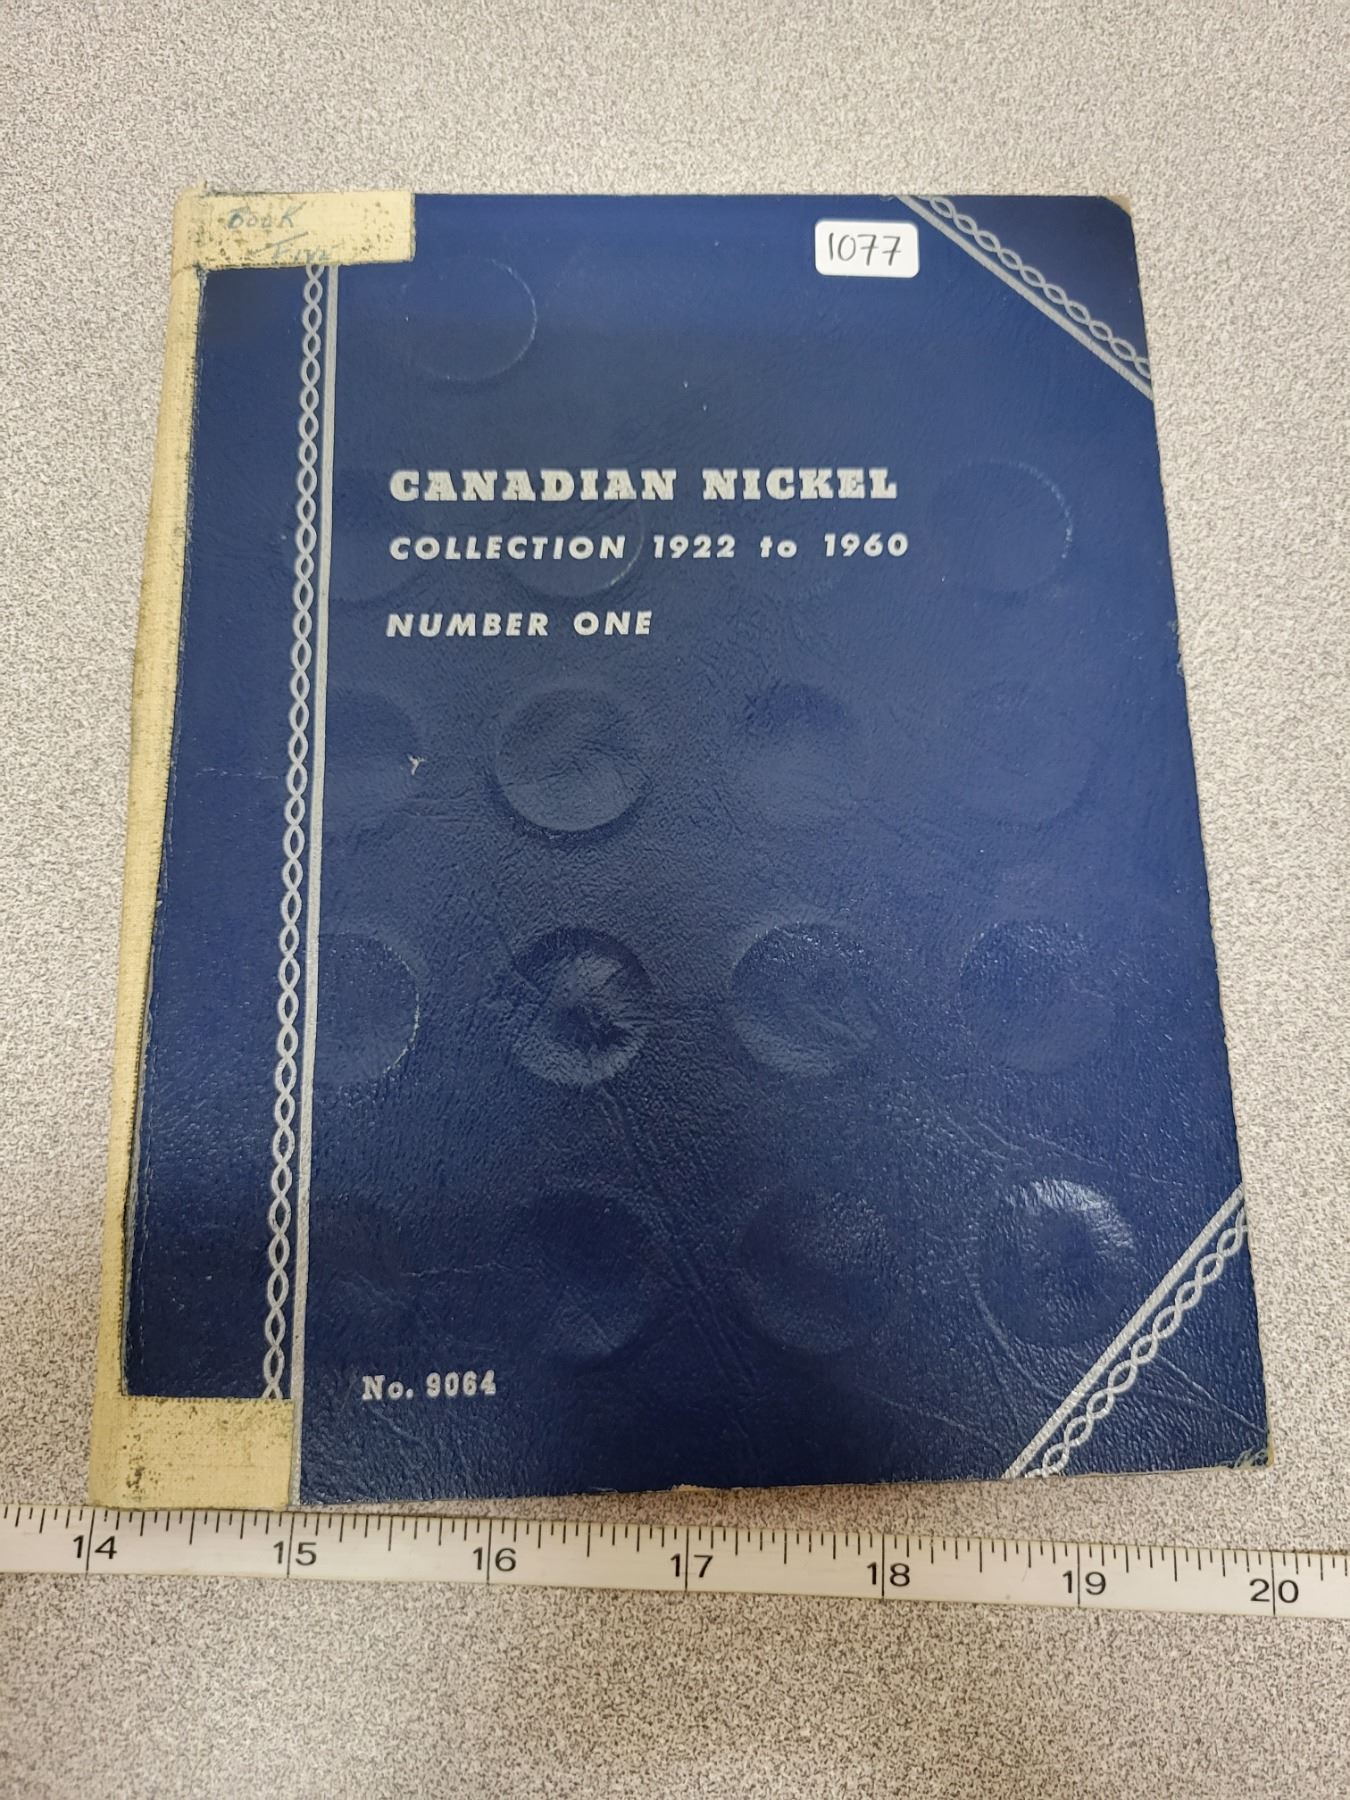 Book
Five
1077
CANADIAN NICKEL
COLLECTION 1922 to 1960
NUMBER ONE
No. 9064
14 15 16 17 18 19 20